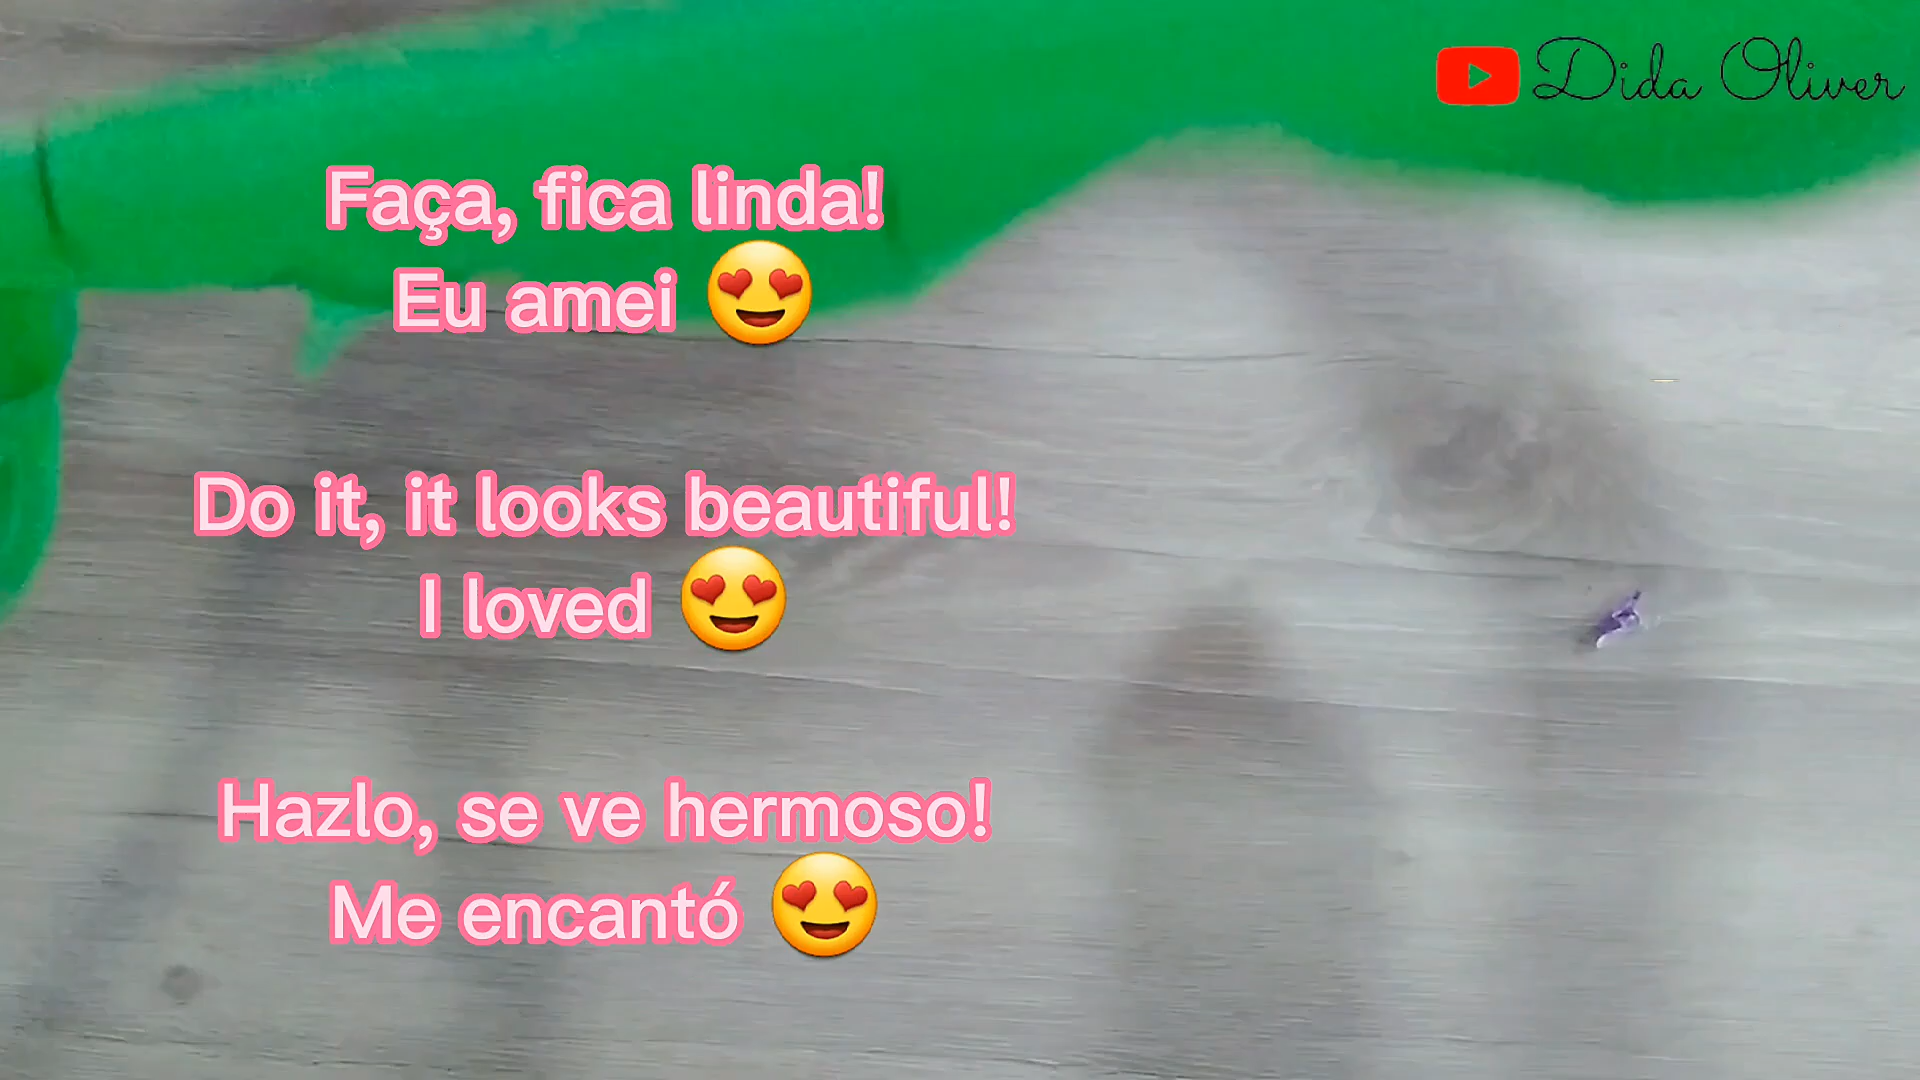 Dida Oliver
Faça, fica linda!
Eu amei 😍
Do it, it looks beautiful!
I loved 😍
Hazlo, se ve hermoso!
Me encantó 😍